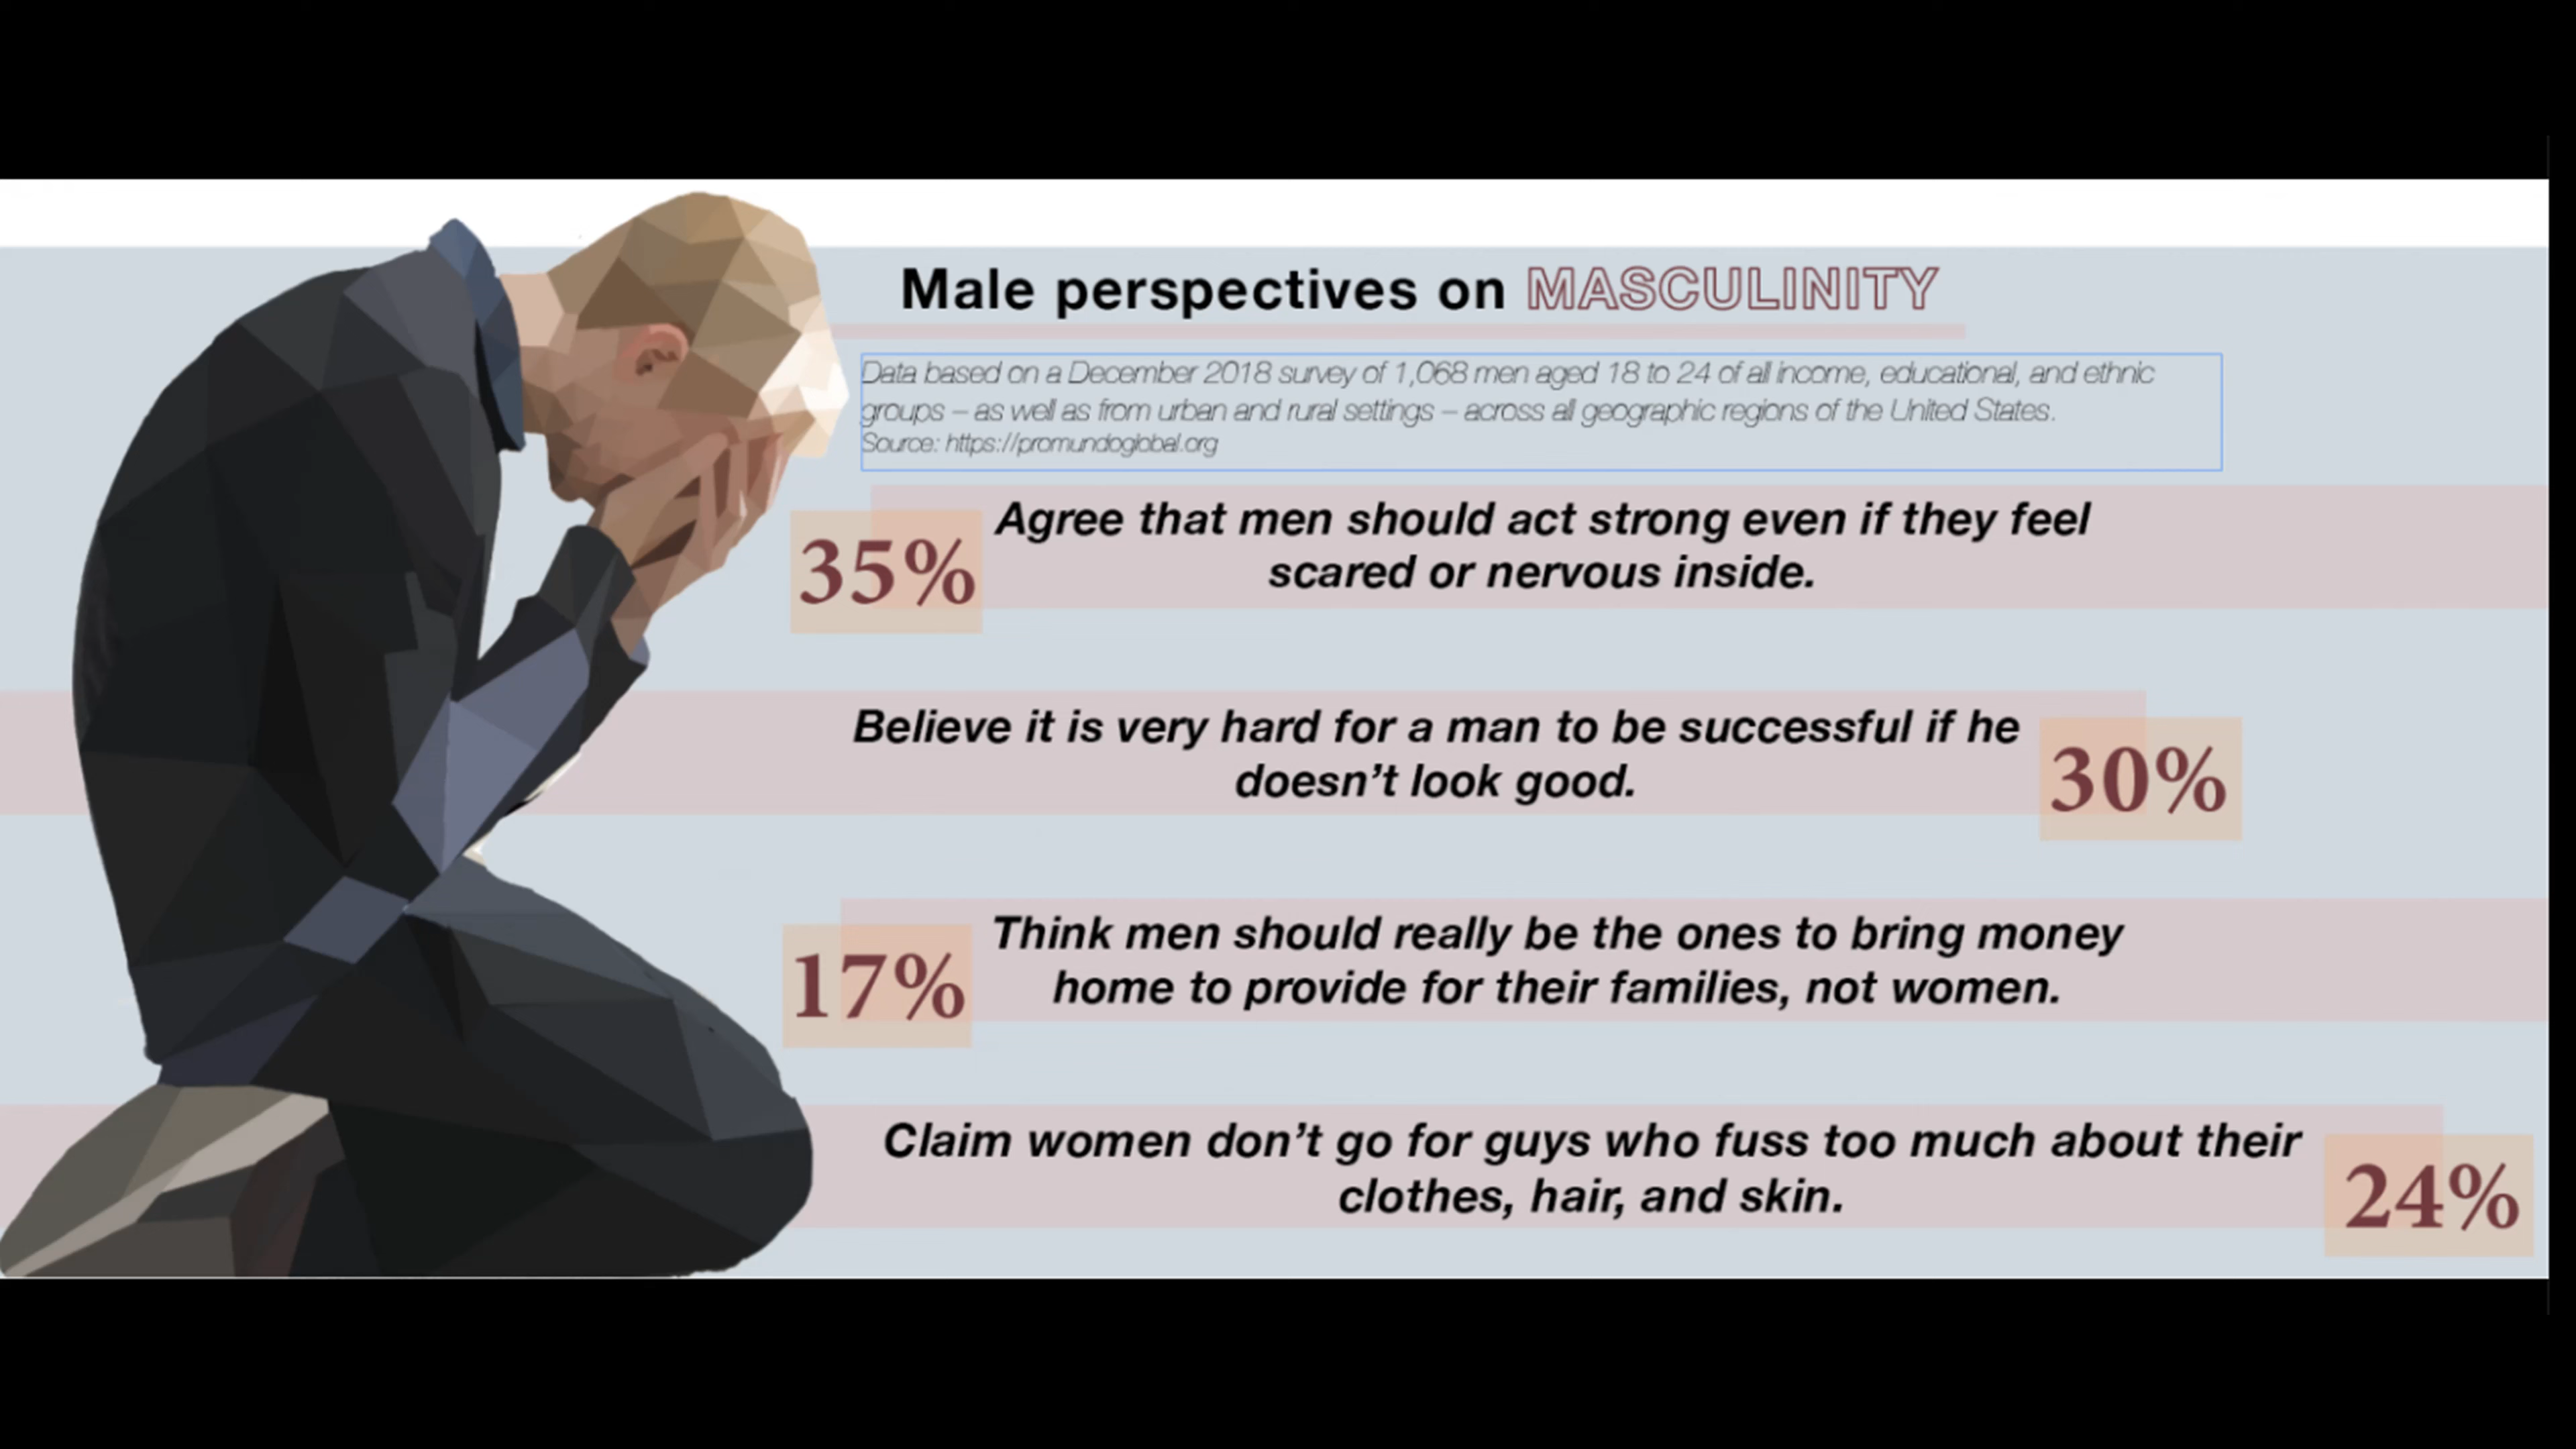 Male perspectives on MASCULINITY
Data based on a December 2018 survey of 1,068 men aged 18 to 24 of all income, educational, and ethnic
groups – as well as from urban and rural settings – across all geographic regions of the United States.
Source: https://promundoglobal.org
35%
Agree that men should act strong even if they feel
scared or nervous inside.
Believe it is very hard for a man to be successful if he
doesn’t look good.
30%
17%
Think men should really be the ones to bring money
home to provide for their families, not women.
Claim women don’t go for guys who fuss too much about their
clothes, hair, and skin.
24%